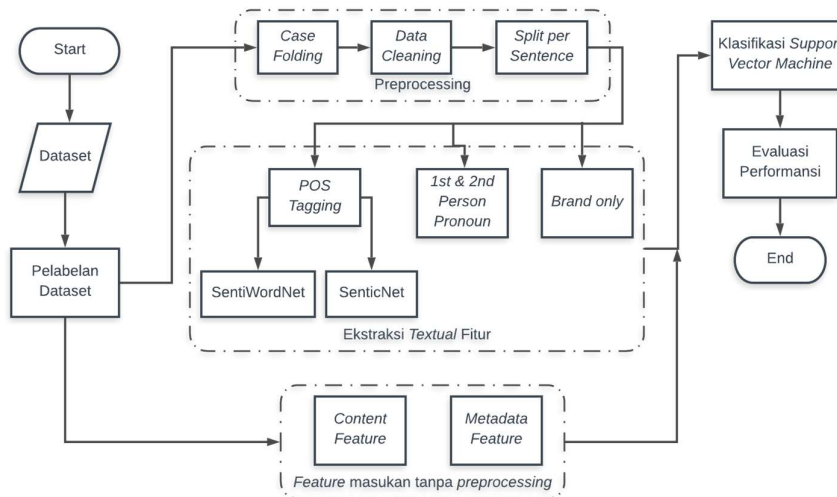 Start
Dataset
Pelabelan
Dataset
Case
Folding
Data
Cleaning
Split per
Sentence
Preprocessing
POS
Tagging
1st & 2nd
Person
Pronoun
Brand only
SentiWordNet
SenticNet
Ekstraksi Textual Fitur
Content
Feature
Metadata
Feature
Feature masukan tanpa preprocessing
Klasifikasi Suppor
Vector Machine
Evaluasi
Performansi
End